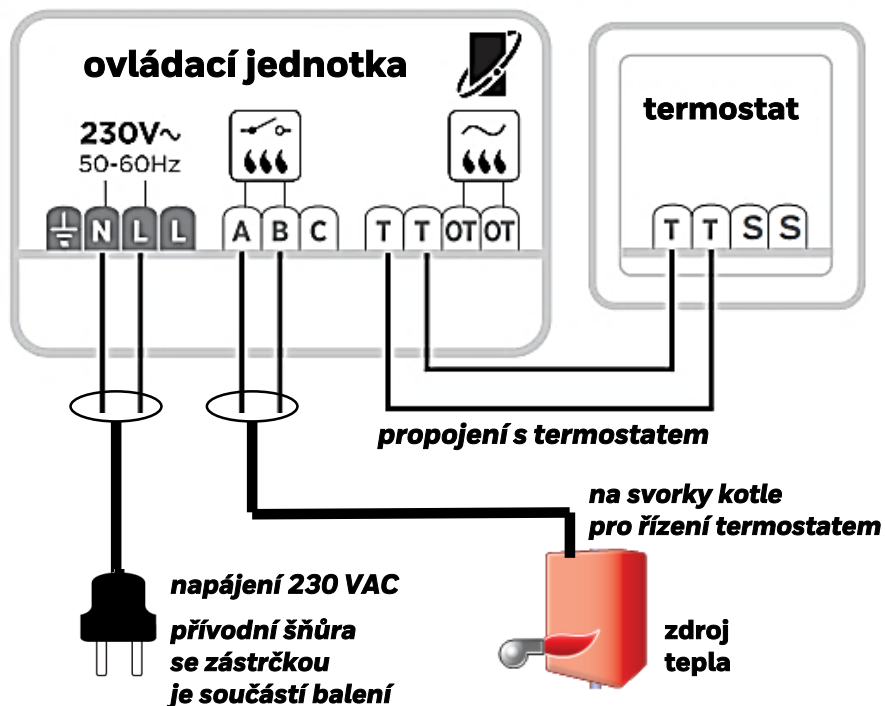 ovládací jednotka
230V~
50-60Hz
N L L A B C T T OT OT
termostat
T T S S
propojení s termostatem
na svorky kotle
pro řízení termostatem
napájení 230 VAC
přívodní šňůra
se zástrčkou
je součástí balení
zdroj
tepla